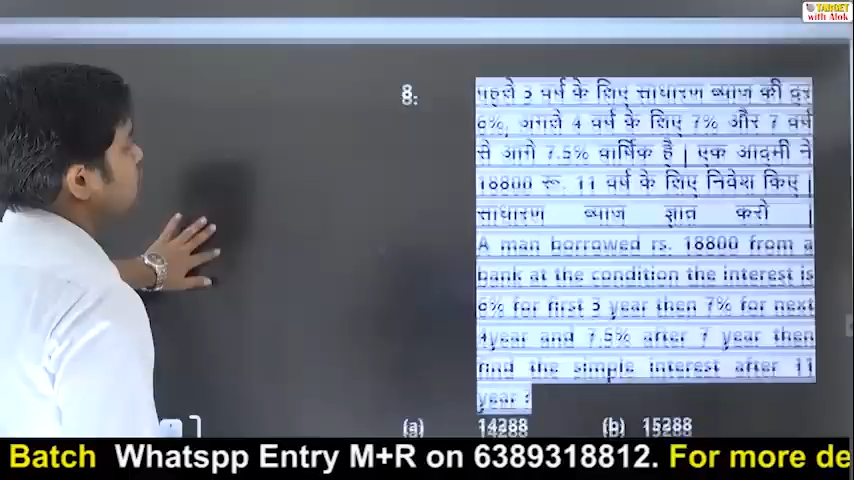 TARGET
with Alok
8:
पहले 3 वर्ष के लिए साधारण ब्याज की दर
6%, अगले 4 वर्ष के लिए 7% और 7 वर्ष
से आगे 7.5% वार्षिक है | एक आदमी ने
18800 रू. 11 वर्ष के लिए निवेश किए |
साधारण ब्याज ज्ञात करो |
A man borrowed rs. 18800 from a
bank at the condition the interest is
6% for first 3 year then 7% for next
4year and 7.5% after 7 year then
find the simple interest after 11
year :
(a) 14288 (b) 15288
Batch Whatspp Entry M+R on 6389318812. For more de